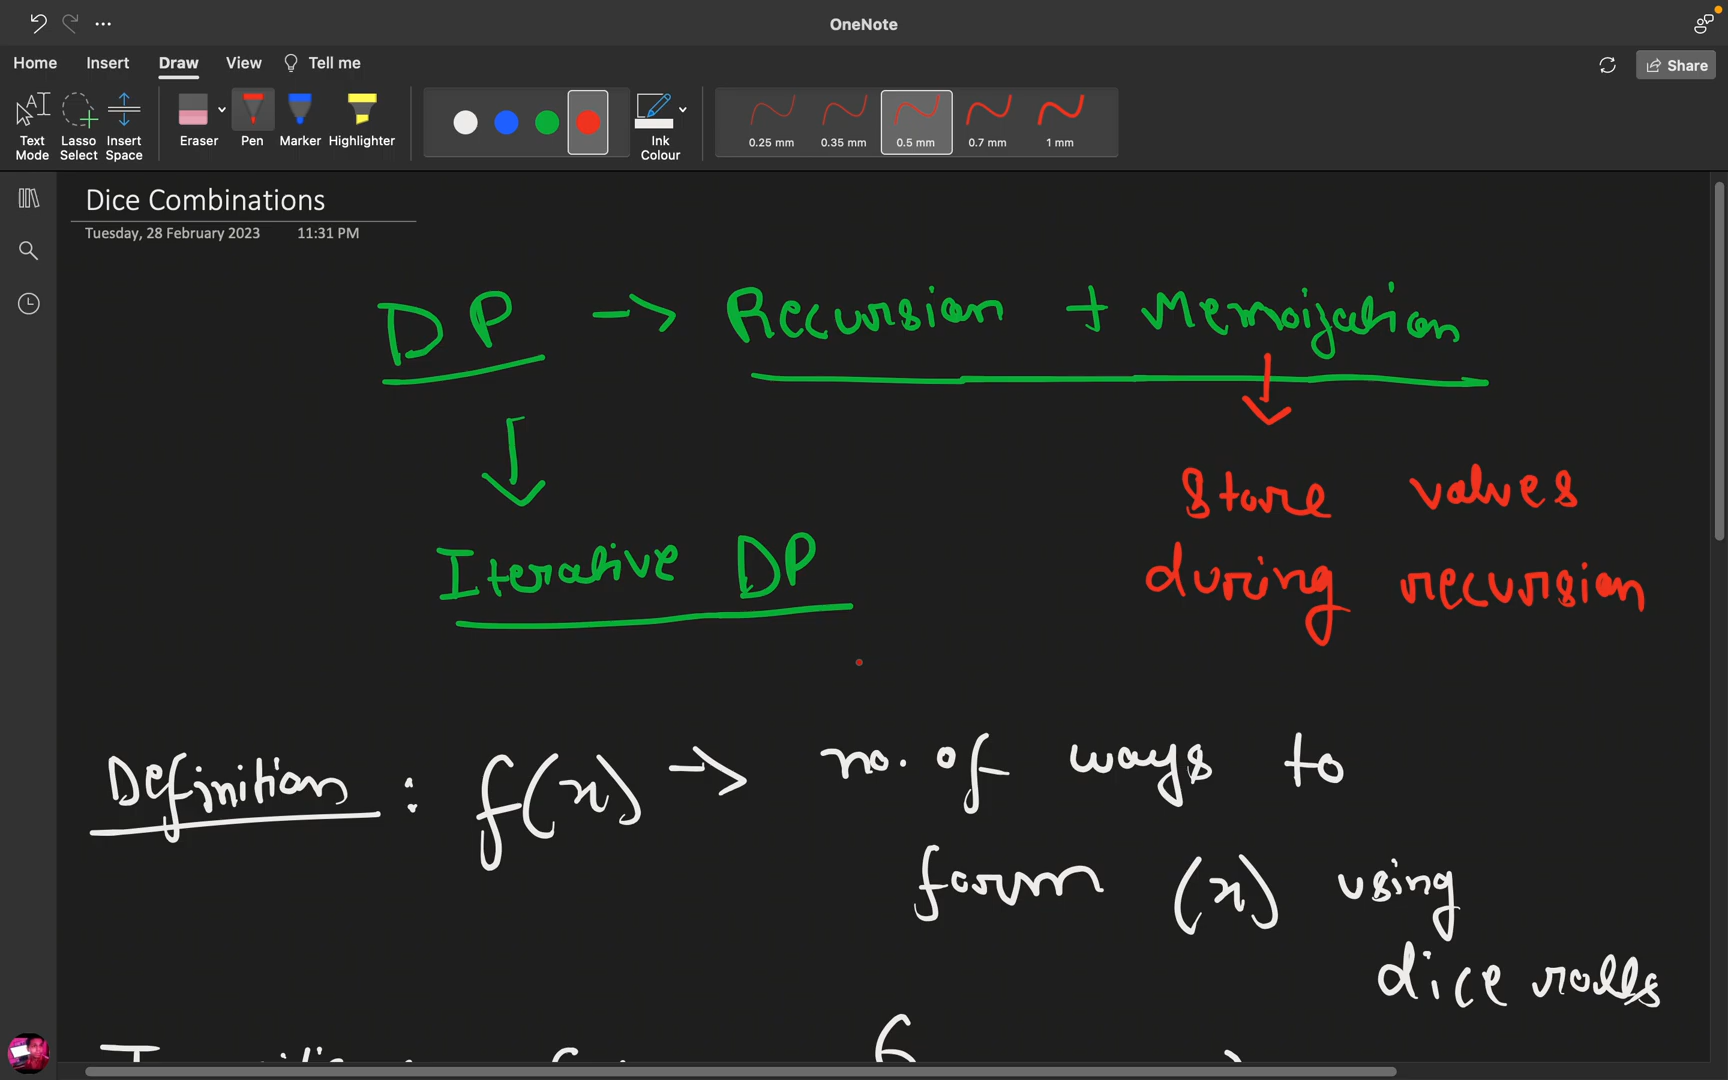 OneNote
Home Insert Draw View Tell me
Share
Text Mode
Lasso Select
Insert Space
Eraser
Pen
Marker
Highlighter
Ink Colour
0.25 mm
0.35 mm
0.5 mm
0.7 mm
1 mm
Dice Combinations
Tuesday, 28 February 2023 11:31 PM
DP -> Recursion + Memoization
Store values
during recursion
Iterative DP
Definition : f(x) -> no. of ways to
form (x) using
dice rolls